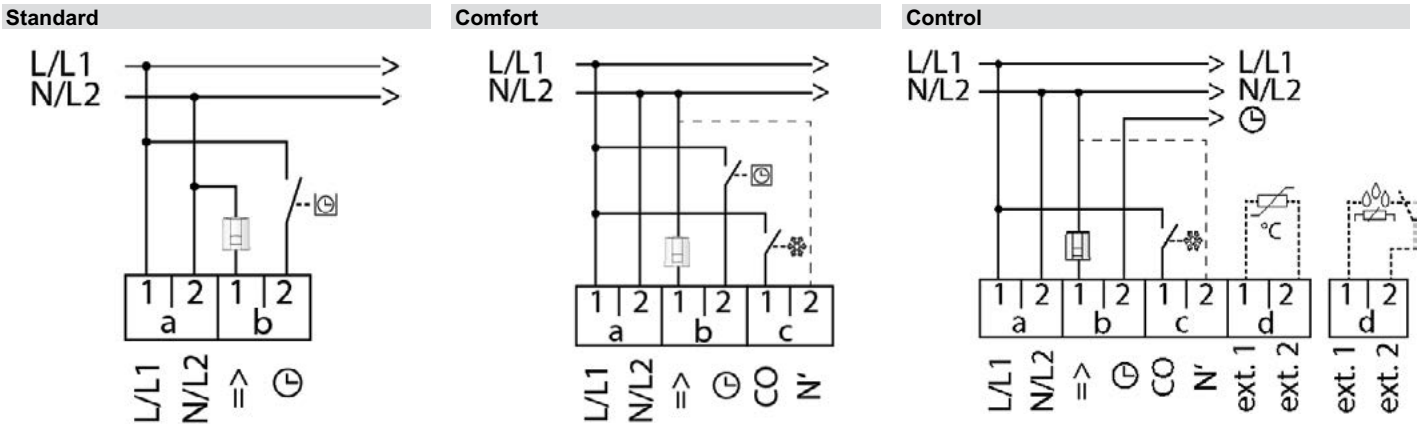 Standard
L/L1
N/L2
1 2 1 2
a b
L/L1 N/L2 =>
Comfort
L/L1
N/L2
1 2 1 2 1 2
a b c
L/L1 N/L2 => CO N'
Control
L/L1 L/L1
N/L2 N/L2
°C
1 2 1 2 1 2 1 2 1 2
a b c d d
L/L1 N/L2 => CO N' ext. 1 ext. 2 ext. 1 ext. 2